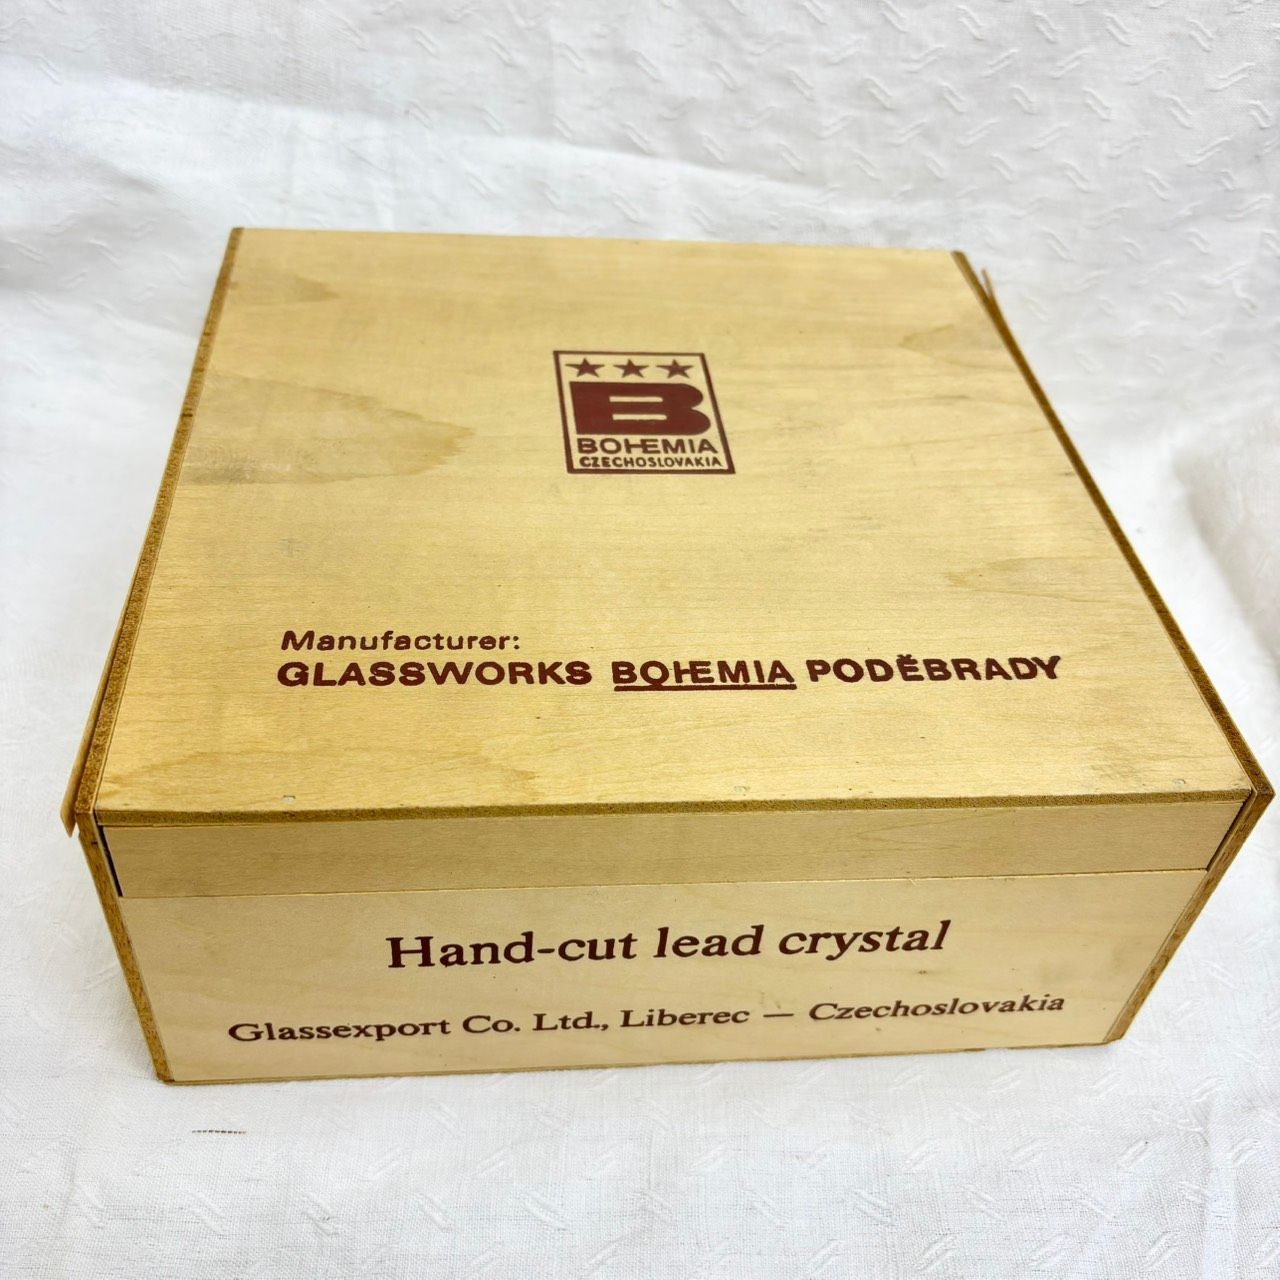 B
BOHEMIA
CZECHOSLOVAKIA
Manufacturer:
GLASSWORKS BOHEMIA PODĚBRADY
Hand-cut lead crystal
Glassexport Co. Ltd., Liberec — Czechoslovakia